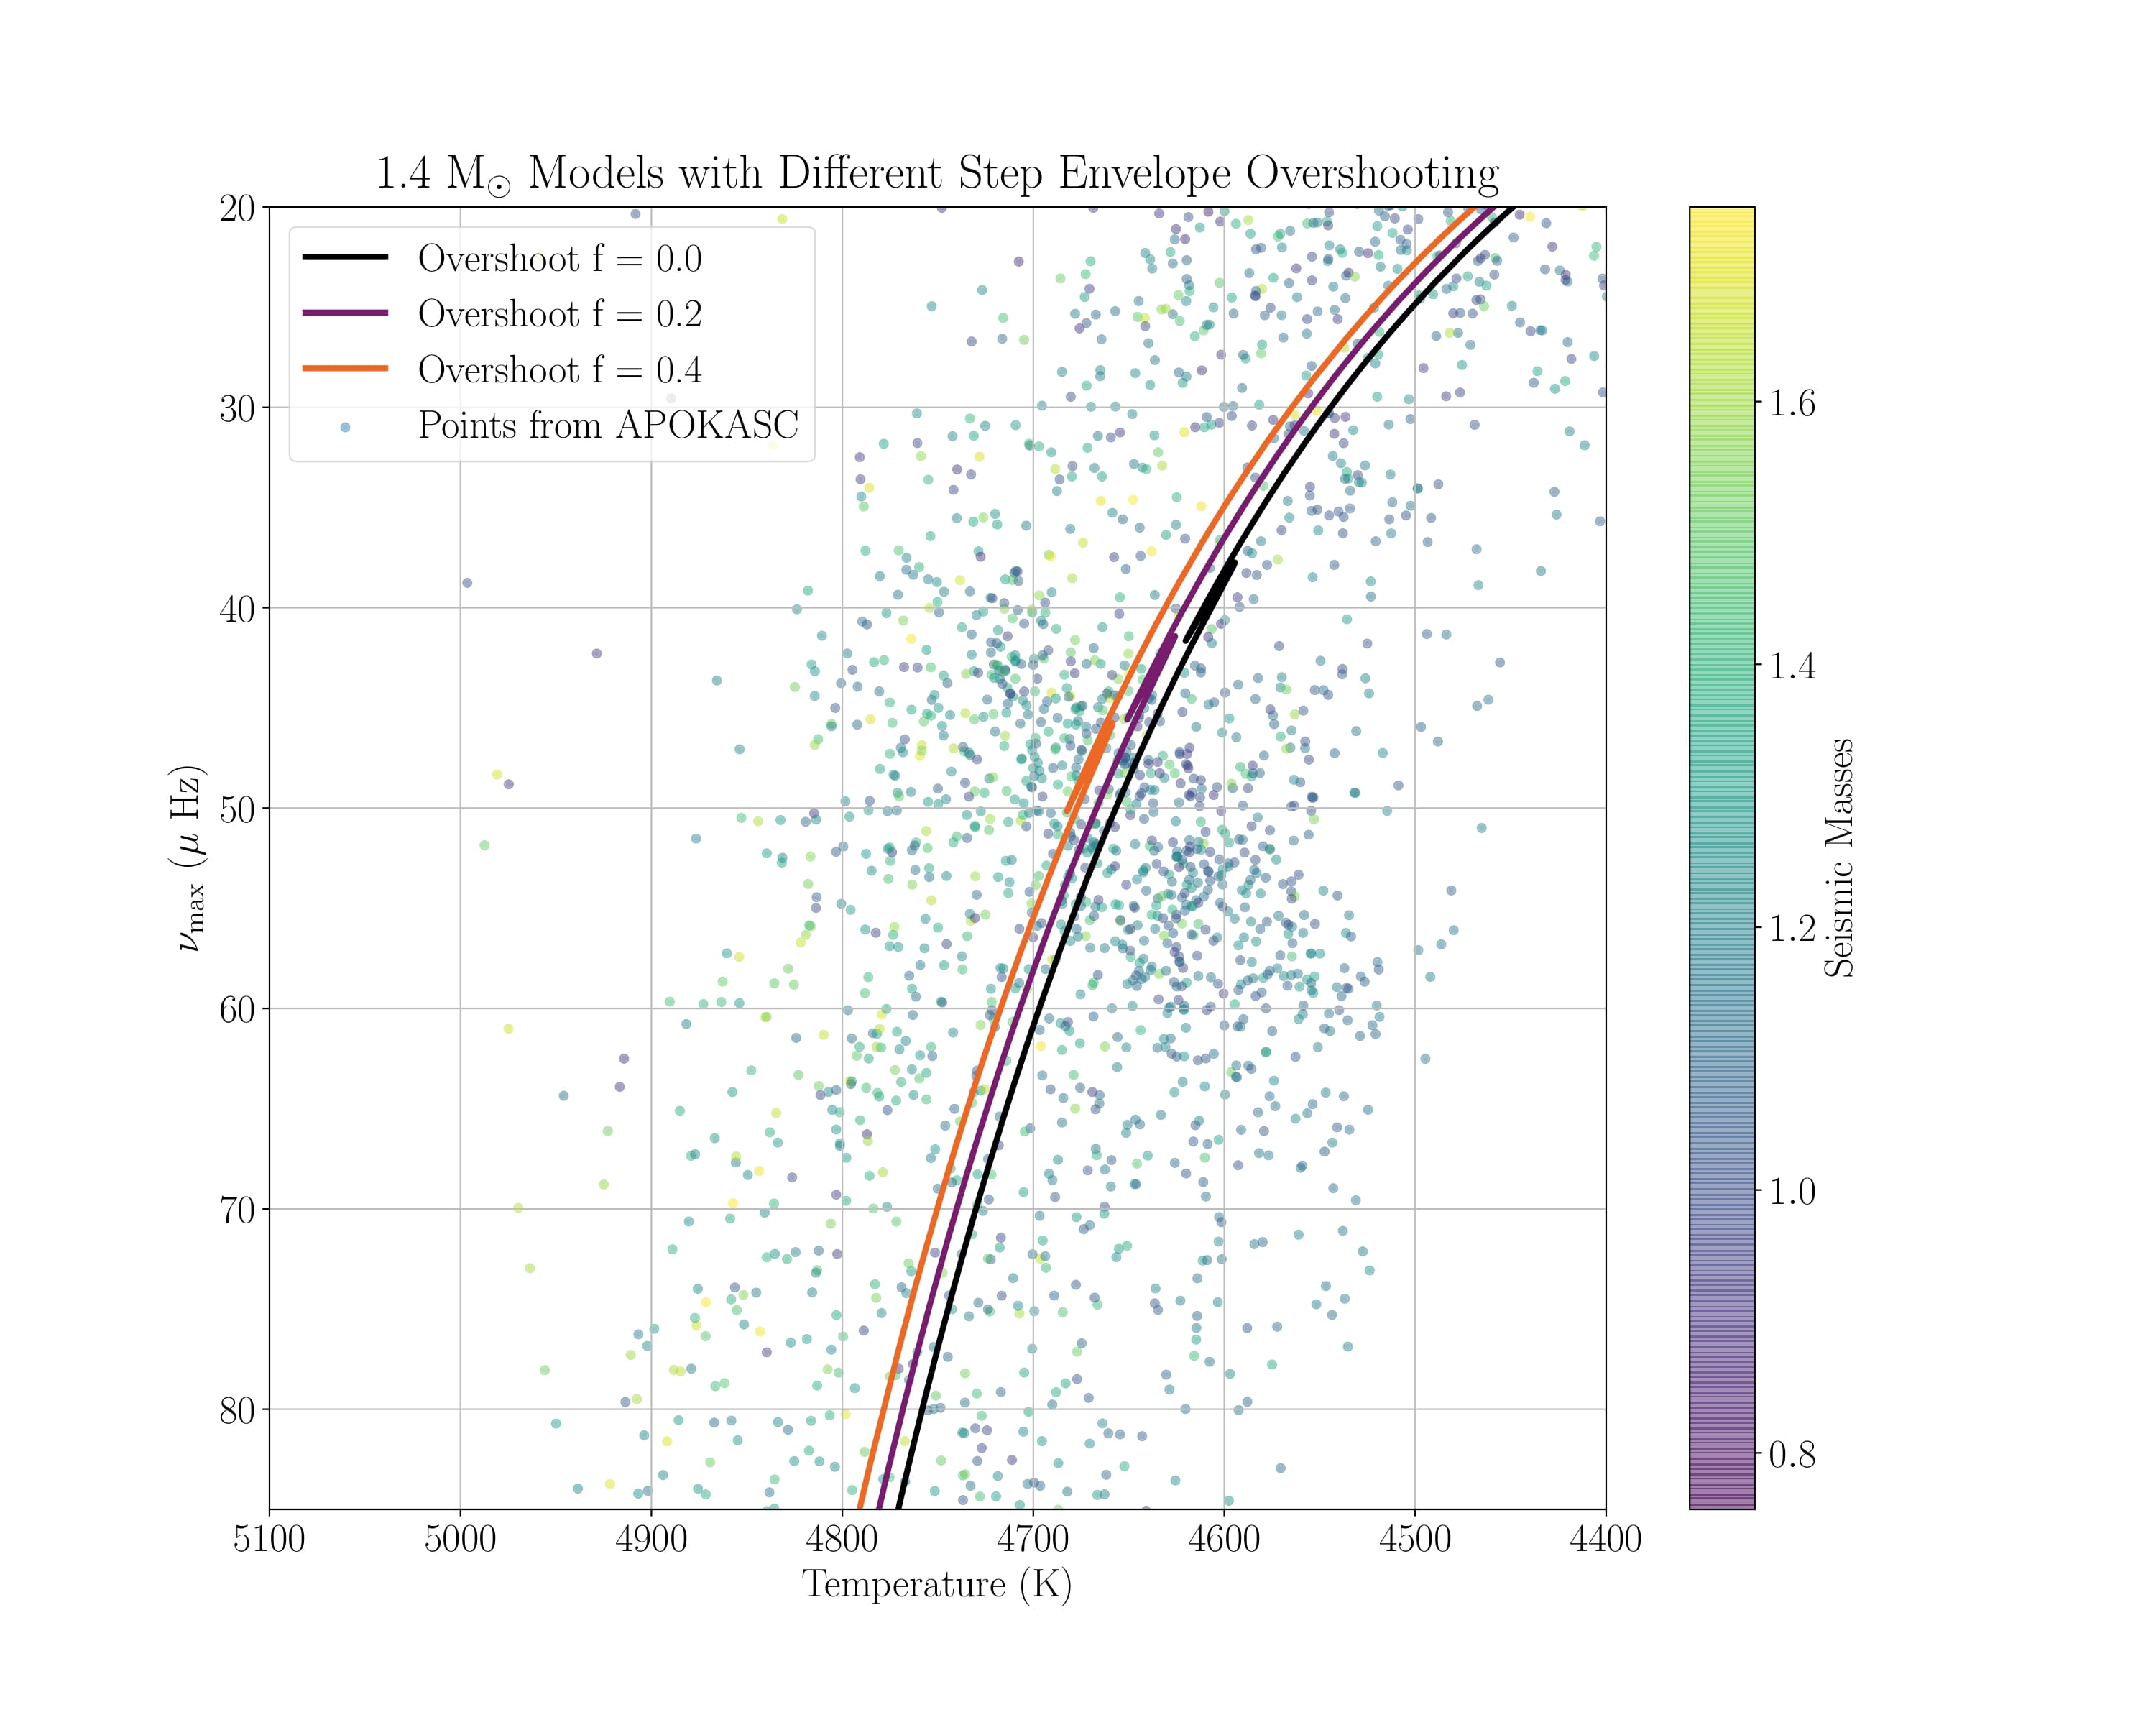 1.4 M☉ Models with Different Step Envelope Overshooting
Overshoot f = 0.0
Overshoot f = 0.2
Overshoot f = 0.4
Points from APOKASC
20
30
40
50
60
70
80
ν_max (μ Hz)
5100 5000 4900 4800 4700 4600 4500 4400
Temperature (K)
1.6
1.4
1.2
1.0
0.8
Seismic Masses